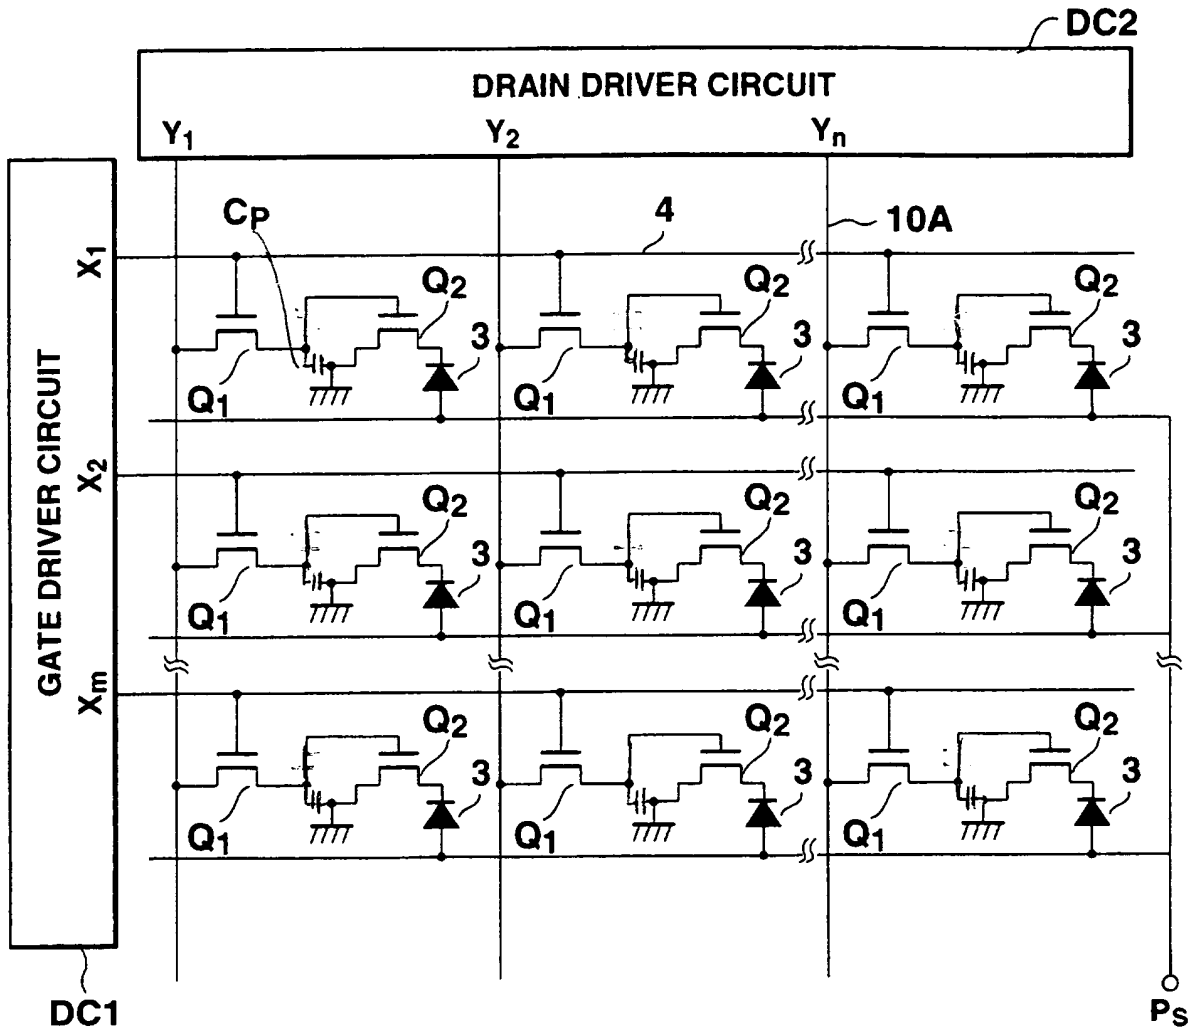 DC2
DRAIN DRIVER CIRCUIT
Y1 Y2 Yn
GATE DRIVER CIRCUIT
CP 4 10A
X1
Q2 Q2 Q2
3 3 3
Q1 Q1 Q1
X2
Q2 Q2 Q2
3 3 3
Q1 Q1 Q1
Xm
Q2 Q2 Q2
3 3 3
Q1 Q1 Q1
DC1
PS